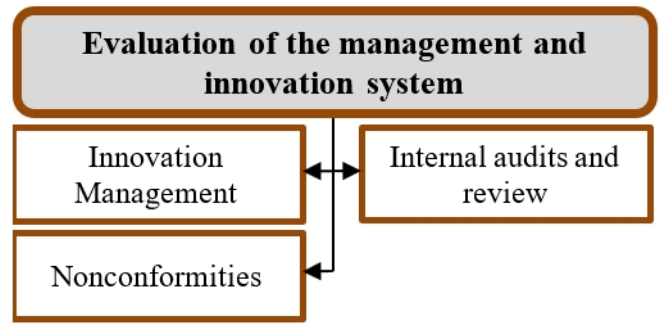 Evaluation of the management and
innovation system
Innovation
Management
Internal audits and
review
Nonconformities